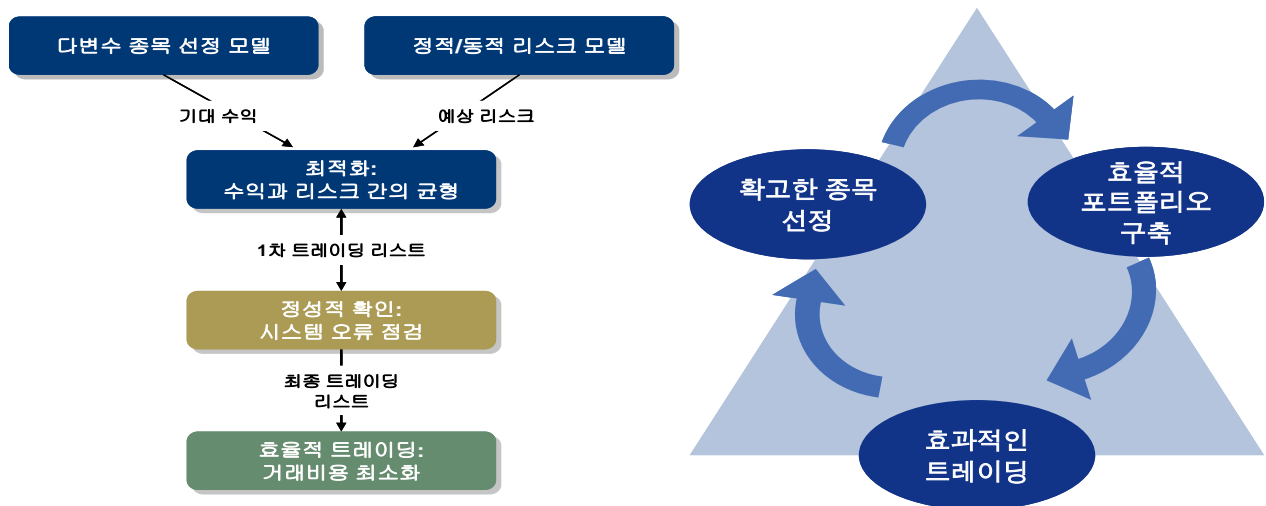 다변수 종목 선정 모델
정적/동적 리스크 모델
기대 수익
예상 리스크
최적화:
수익과 리스크 간의 균형
1차 트레이딩 리스트
정성적 확인:
시스템 오류 점검
최종 트레이딩
리스트
효율적 트레이딩:
거래비용 최소화
확고한 종목
선정
효율적
포트폴리오
구축
효과적인
트레이딩